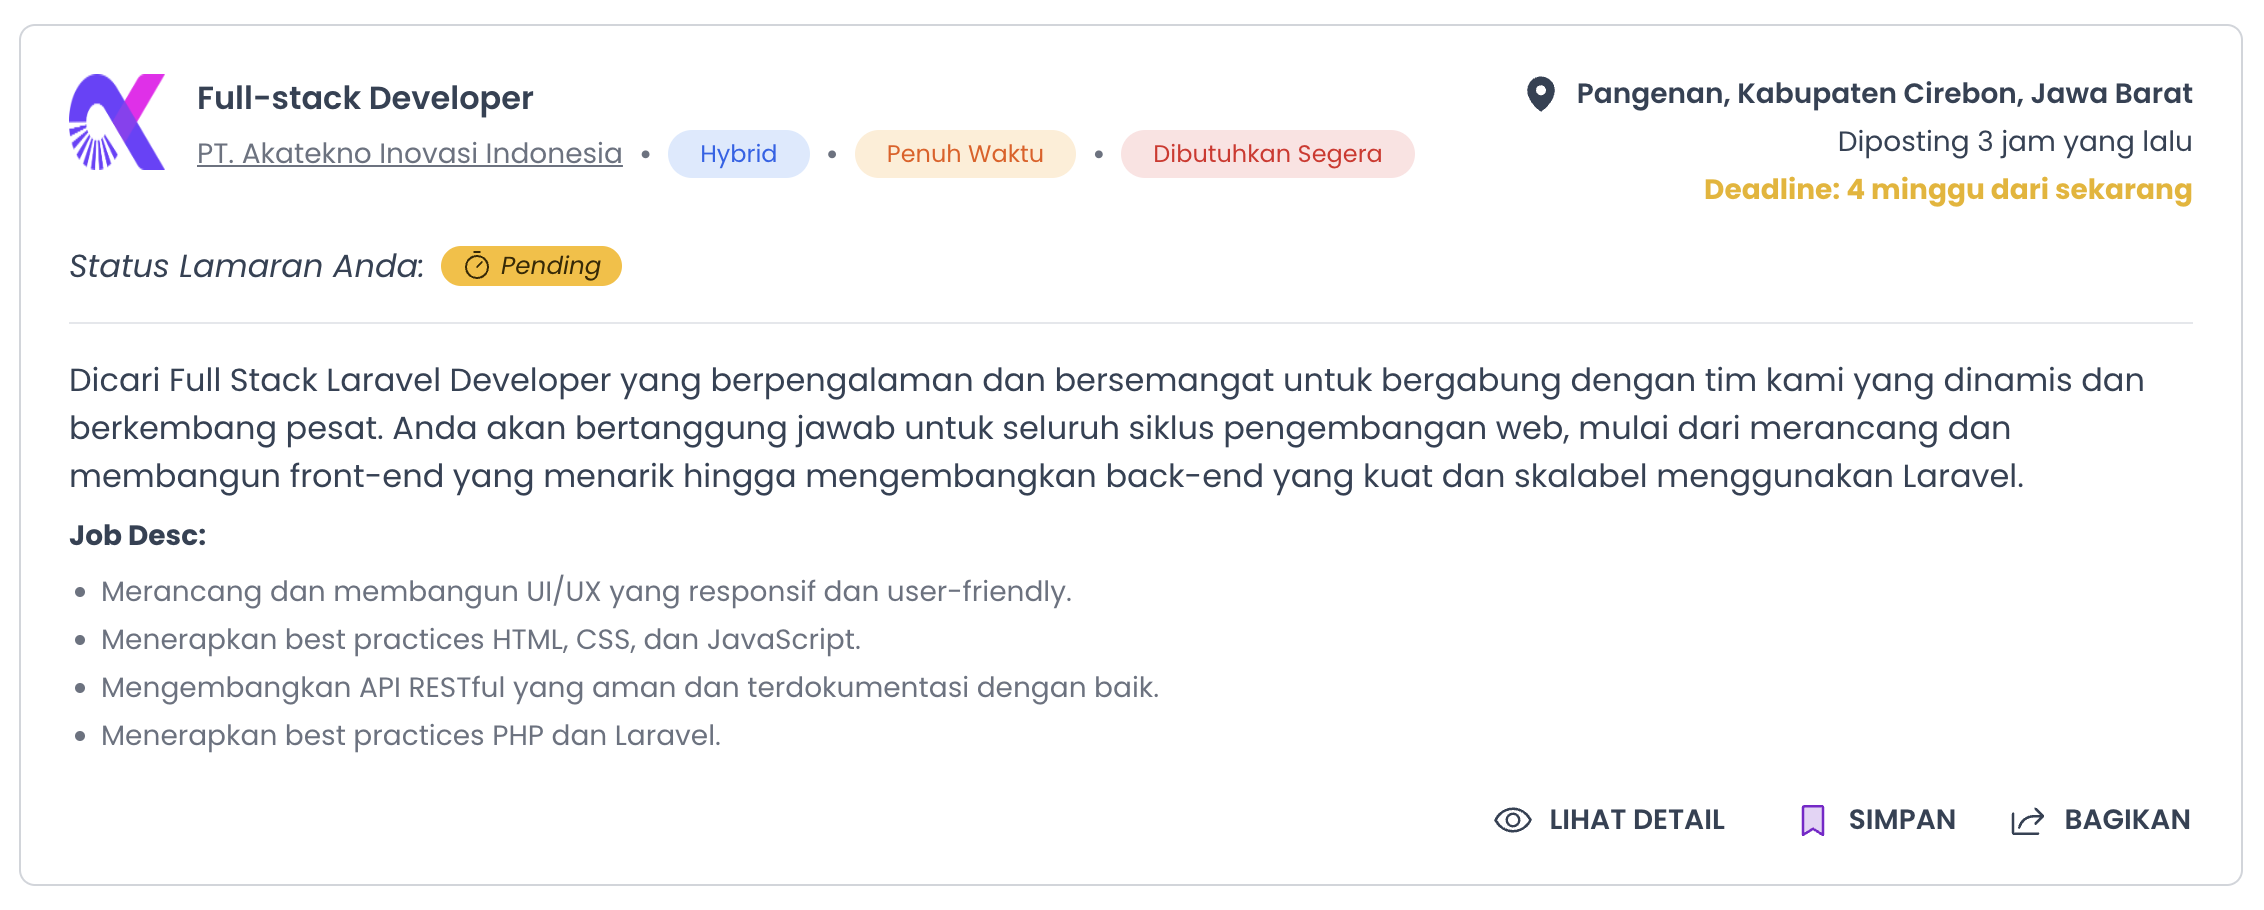 Full-stack Developer
PT. Akatekno Inovasi Indonesia • Hybrid • Penuh Waktu • Dibutuhkan Segera
Pangenan, Kabupaten Cirebon, Jawa Barat
Diposting 3 jam yang lalu
Deadline: 4 minggu dari sekarang
Status Lamaran Anda: Pending
Dicari Full Stack Laravel Developer yang berpengalaman dan bersemangat untuk bergabung dengan tim kami yang dinamis dan
berkembang pesat. Anda akan bertanggung jawab untuk seluruh siklus pengembangan web, mulai dari merancang dan
membangun front-end yang menarik hingga mengembangkan back-end yang kuat dan skalabel menggunakan Laravel.
Job Desc:
• Merancang dan membangun UI/UX yang responsif dan user-friendly.
• Menerapkan best practices HTML, CSS, dan JavaScript.
• Mengembangkan API RESTful yang aman dan terdokumentasi dengan baik.
• Menerapkan best practices PHP dan Laravel.
LIHAT DETAIL SIMPAN BAGIKAN